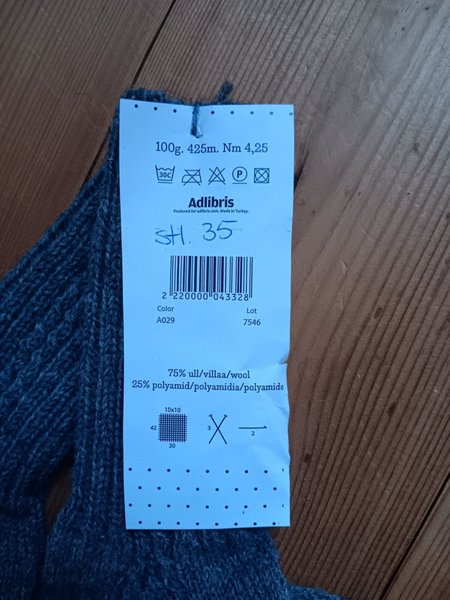 100g. 425m. Nm 4,25
30C P
Adlibris
Produced for adlibris.com. Made in Turkey.
SH. 35
2 220000 043328
Color Lot
A029 7546
75% ull/villaa/wool
25% polyamid/polyamidia/polyamide
10x10
42 3 2
30